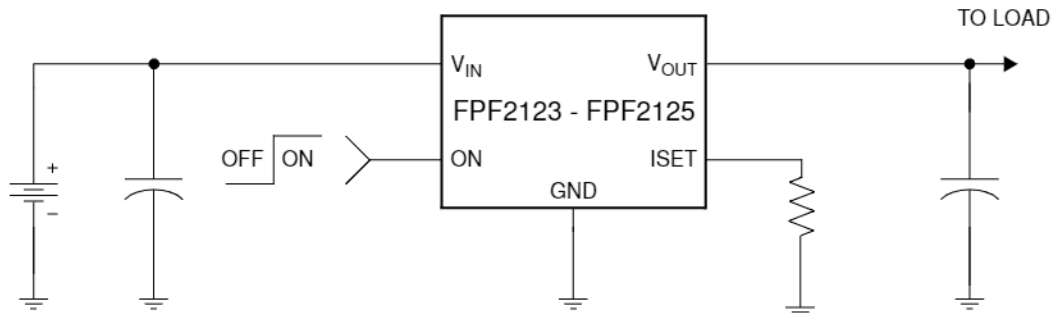 TO LOAD
V_IN
V_OUT
FPF2123 - FPF2125
OFF
ON
ON
ISET
GND
+
−